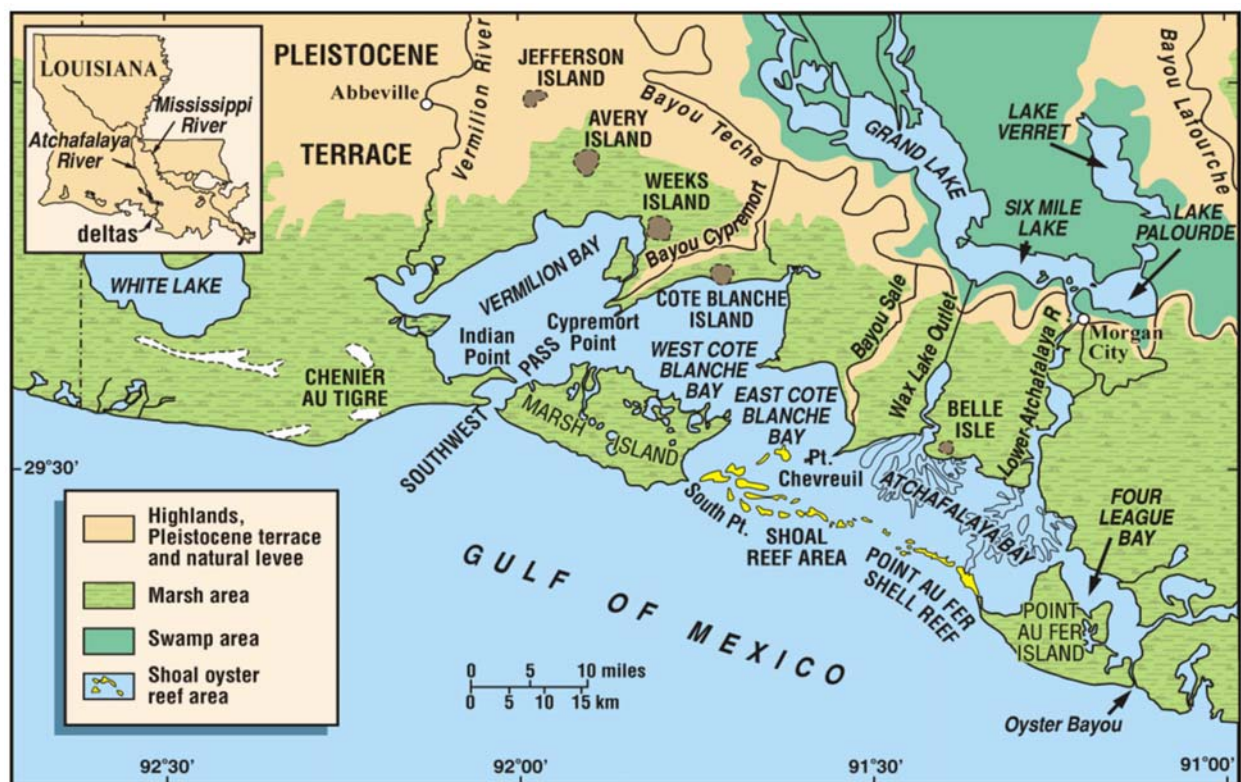 LOUISIANA
Mississippi
River
Atchafalaya
River
deltas
PLEISTOCENE
TERRACE
Abbeville
Vermilion River
JEFFERSON
ISLAND
AVERY
ISLAND
WEEKS
ISLAND
Bayou Teche
Bayou Cypremort
GRAND LAKE
LAKE
VERRET
Bayou Lafourche
SIX MILE
LAKE
LAKE
PALOURDE
WHITE LAKE
VERMILION BAY
COTE BLANCHE
ISLAND
Indian
Point
Cypremort
Point
SOUTHWEST PASS
WEST COTE
BLANCHE
BAY
Bayou Sale
Wax Lake Outlet
Lower Atchafalaya R.
Morgan
City
CHENIER
AU TIGRE
MARSH ISLAND
EAST COTE
BLANCHE
BAY
BELLE
ISLE
Pt.
Chevreuil
ATCHAFALAYA BAY
FOUR
LEAGUE
BAY
South Pt.
SHOAL
REEF AREA
POINT AU FER
SHELL REEF
POINT
AU FER
ISLAND
Oyster Bayou
GULF OF MEXICO
29°30'
Highlands,
Pleistocene terrace
and natural levee
Marsh area
Swamp area
Shoal oyster
reef area
0 5 10 miles
0 5 10 15 km
92°30' 92°00' 91°30' 91°00'